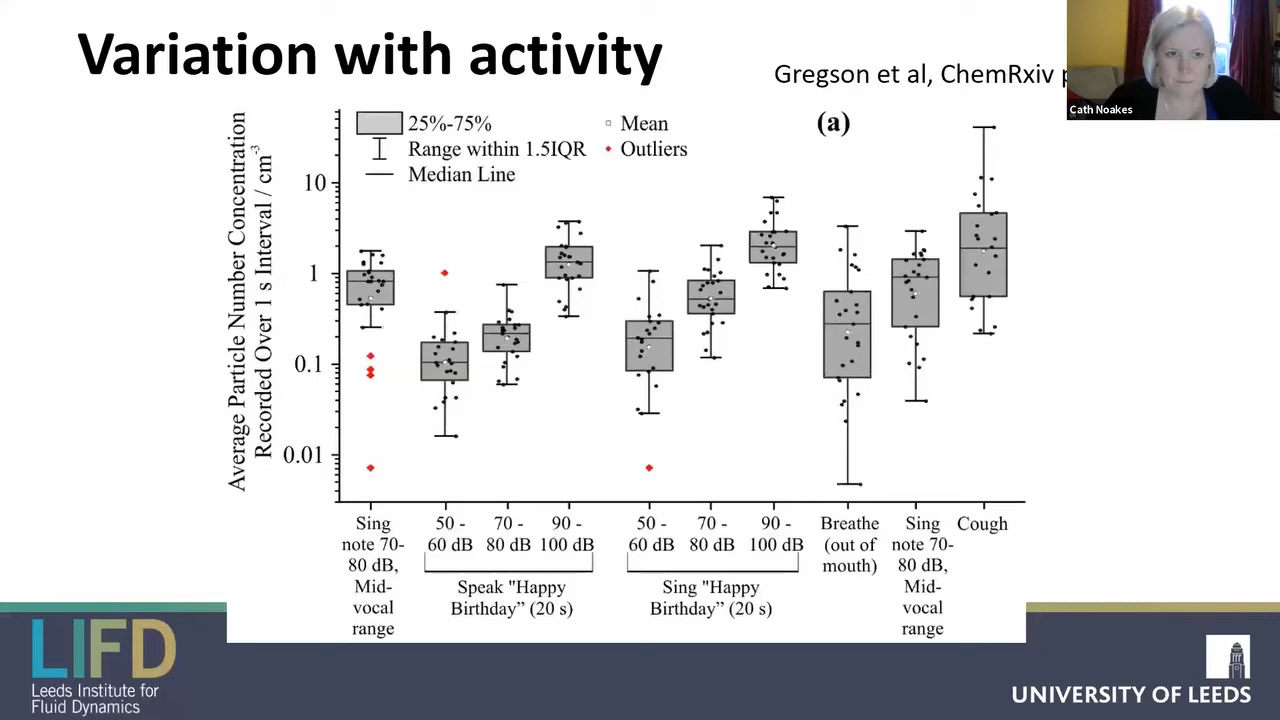 Variation with activity
Gregson et al, ChemRxiv
Cath Noakes
Average Particle Number Concentration
Recorded Over 1 s Interval / cm-3
25%-75%
Range within 1.5IQR
Median Line
Mean
Outliers
(a)
10
1
0.1
0.01
Sing
note 70-
80 dB,
Mid-
vocal
range
50 -
60 dB
70 -
80 dB
90 -
100 dB
Speak "Happy
Birthday” (20 s)
50 -
60 dB
70 -
80 dB
90 -
100 dB
Sing "Happy
Birthday” (20 s)
Breathe
(out of
mouth)
Sing
note 70-
80 dB,
Mid-
vocal
range
Cough
LIFD
Leeds Institute for
Fluid Dynamics
UNIVERSITY OF LEEDS